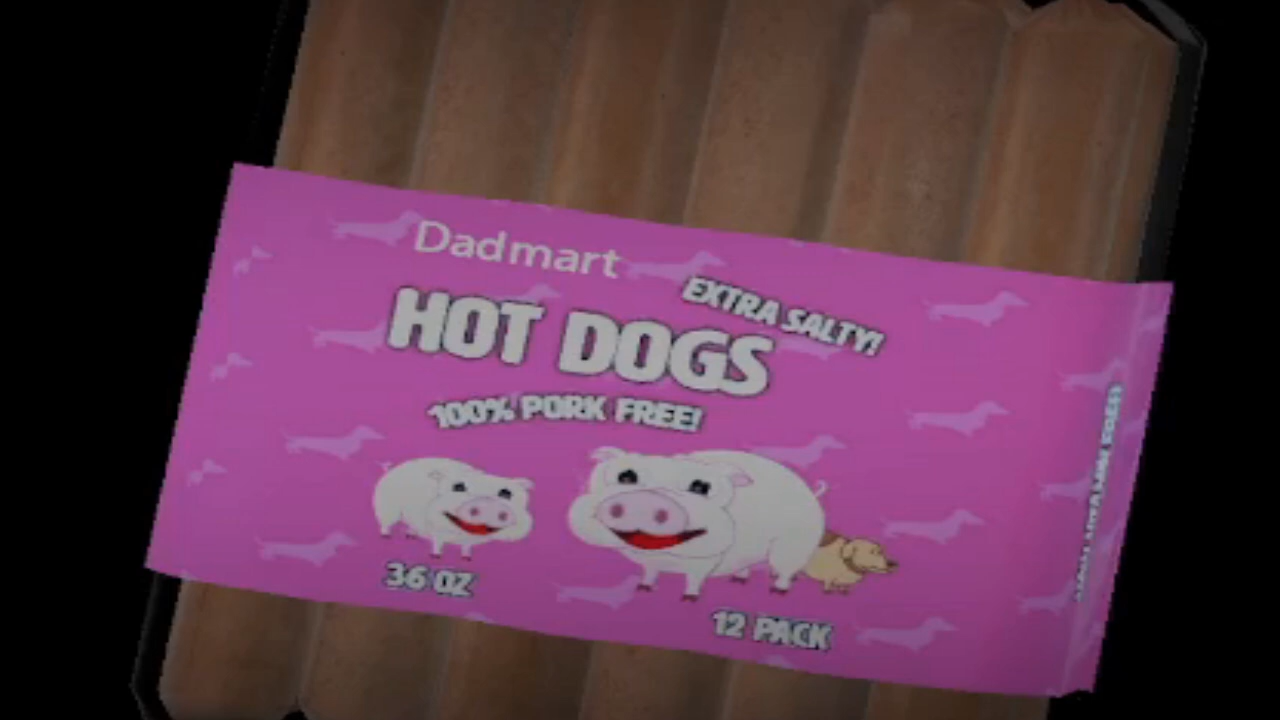 Dadmart
EXTRA SALTY!
HOT DOGS
100% PORK FREE!
36 OZ
12 PACK